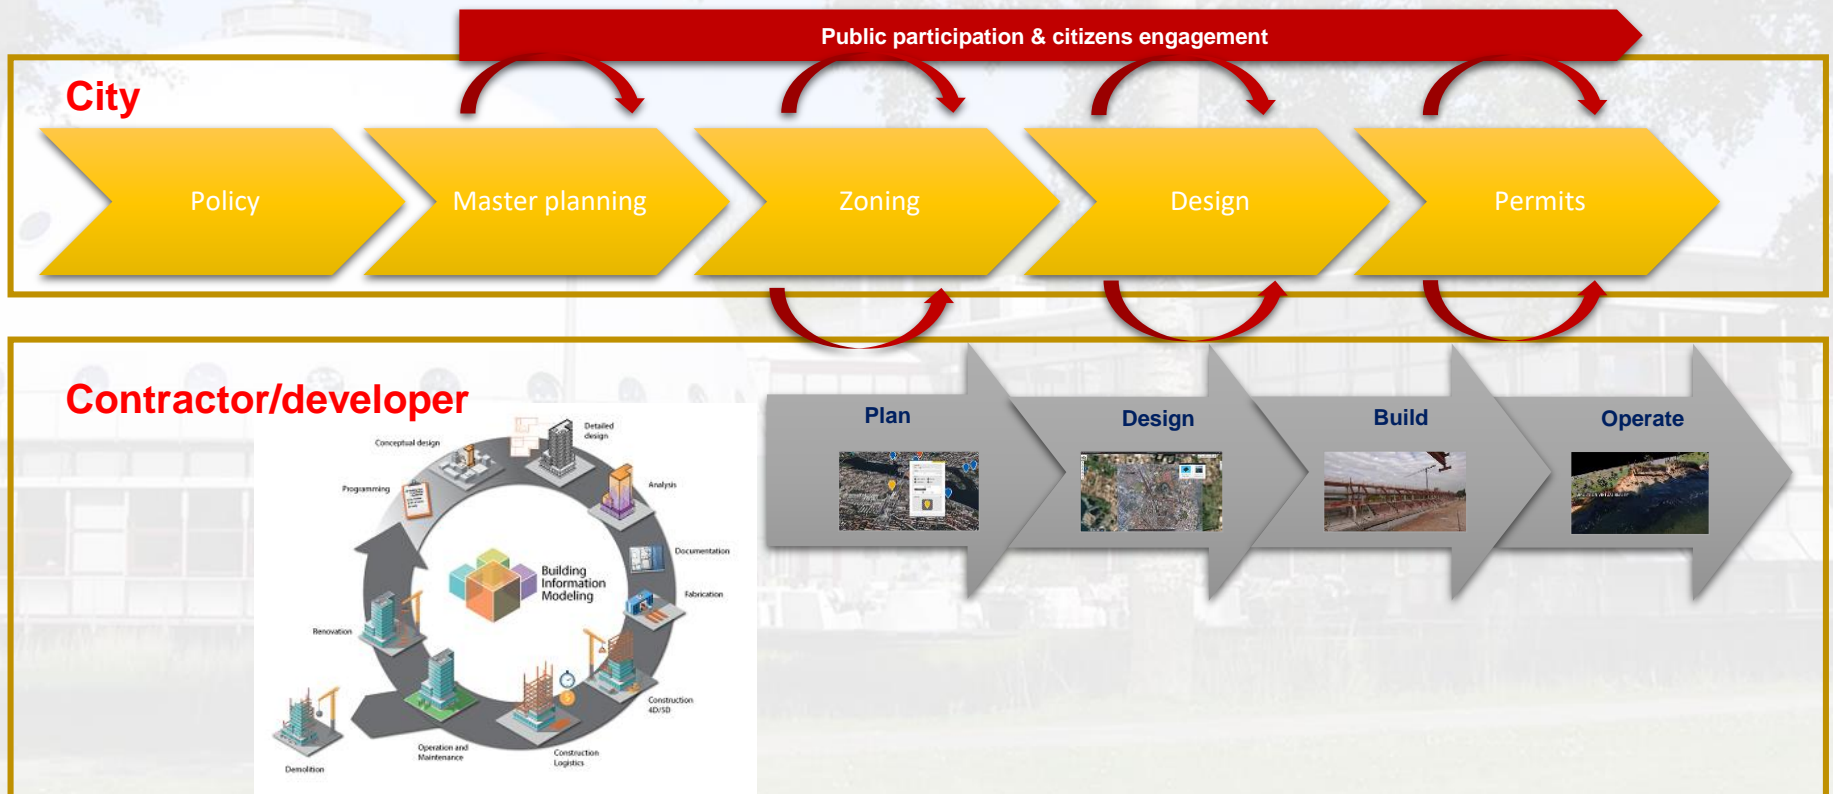 Public participation & citizens engagement
City
Policy
Master planning
Zoning
Design
Permits
Contractor/developer
Plan
Design
Build
Operate
Conceptual design
Detailed
design
Programming
Analysis
Building
Information
Modeling
Documentation
Fabrication
Renovation
Construction
4D/5D
Operation and
Maintenance
Construction
Logistics
Demolition